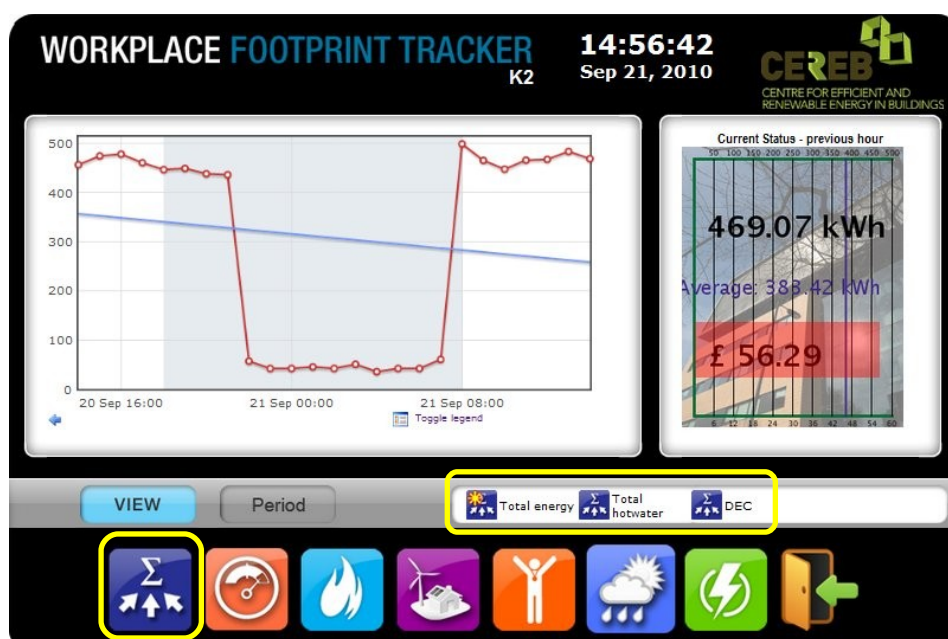 WORKPLACE FOOTPRINT TRACKER
K2
14:56:42
Sep 21, 2010
CEREB
CENTRE FOR EFFICIENT AND
RENEWABLE ENERGY IN BUILDINGS
500
400
300
200
100
0
20 Sep 16:00
21 Sep 00:00
21 Sep 08:00
Toggle legend
Current Status - previous hour
50 100 150 200 250 300 350 400 450 500
469.07 kWh
Average: 383.42 kWh
£ 56.29
6 12 18 24 30 36 42 48 54 60
VIEW
Period
Total energy
Total
hotwater
DEC
Σ